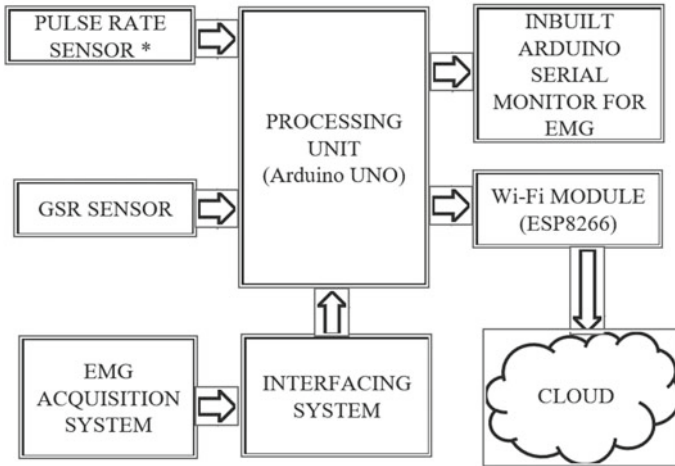 PULSE RATE
SENSOR *
INBUILT
ARDUINO
SERIAL
MONITOR FOR
EMG
PROCESSING
UNIT
(Arduino UNO)
GSR SENSOR
Wi-Fi MODULE
(ESP8266)
EMG
ACQUISITION
SYSTEM
INTERFACING
SYSTEM
CLOUD